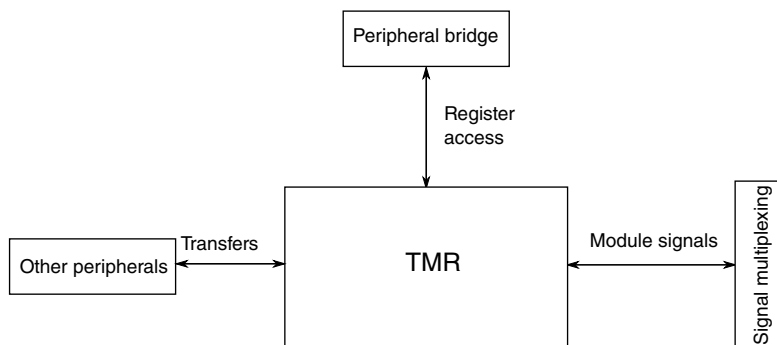 Peripheral bridge
Register
access
Transfers
Other peripherals
TMR
Module signals
Signal multiplexing